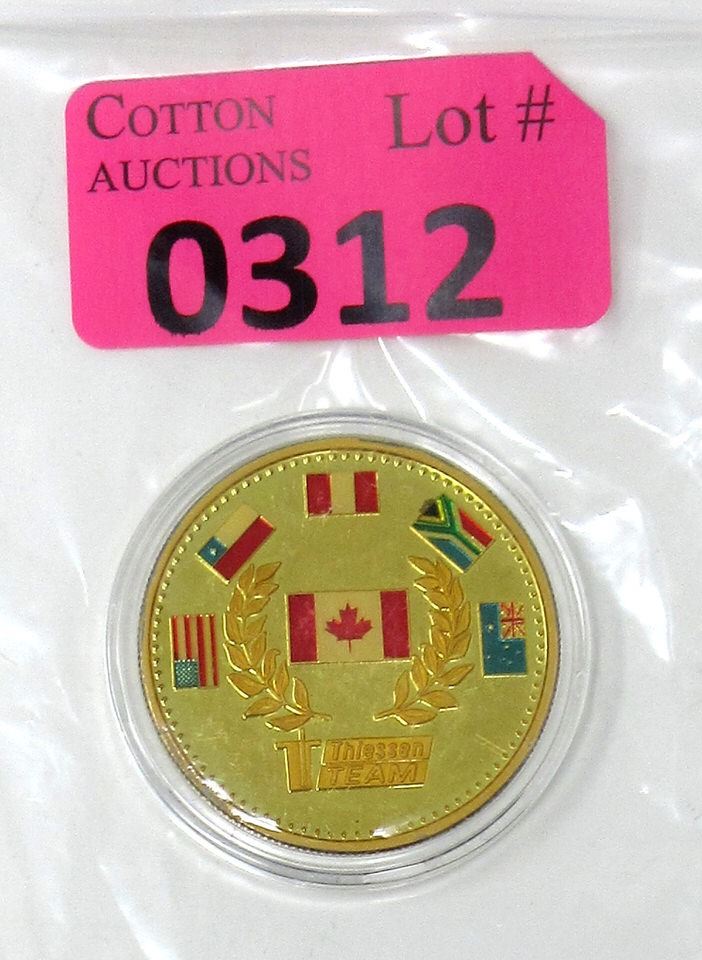 COTTON
AUCTIONS
Lot #
0312
Thiessen
TEAM